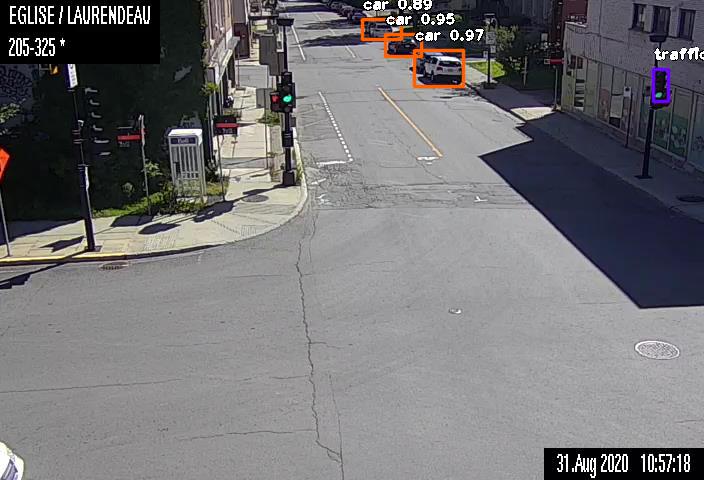 EGLISE / LAURENDEAU
205-325 *
car 0.89
car 0.95
car 0.97
traffic
31.Aug 2020 10:57:18